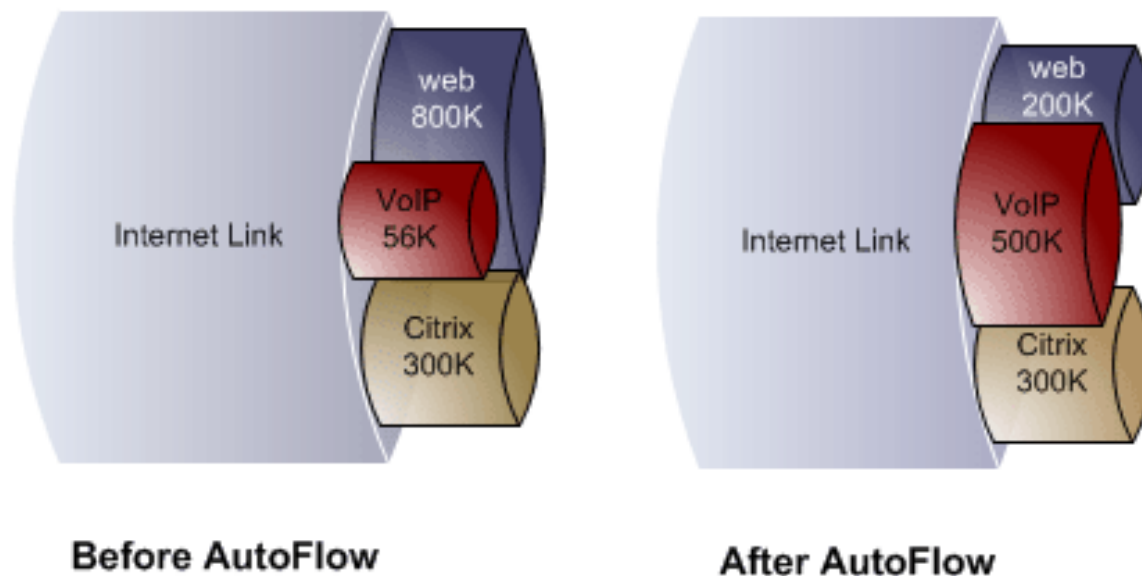 web
800K
VoIP
56K
Internet Link
Citrix
300K
Before AutoFlow
web
200K
VoIP
500K
Internet Link
Citrix
300K
After AutoFlow